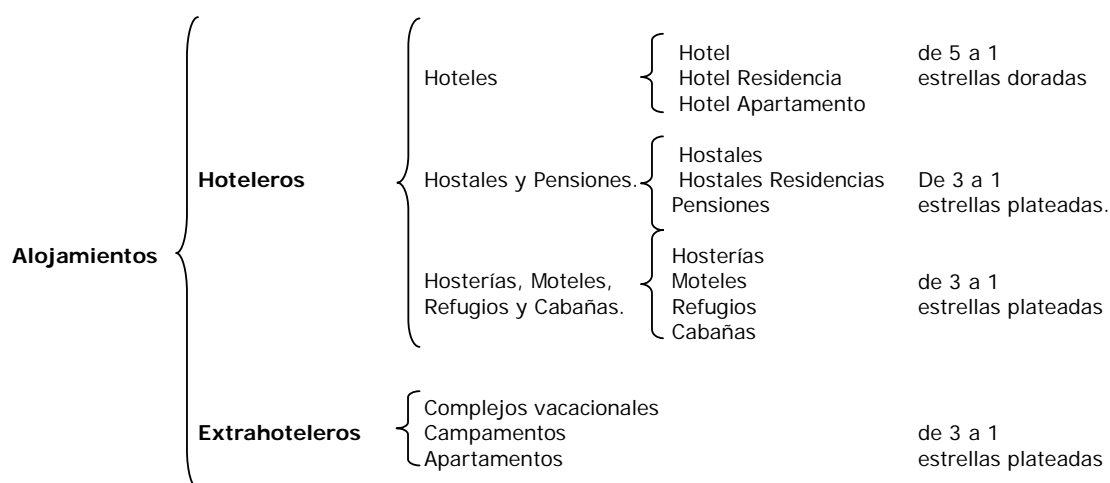 Alojamientos
Hoteleros
Hoteles
Hotel
Hotel Residencia
Hotel Apartamento
de 5 a 1
estrellas doradas
Hostales y Pensiones.
Hostales
Hostales Residencias
Pensiones
De 3 a 1
estrellas plateadas.
Hosterías, Moteles,
Refugios y Cabañas.
Hosterías
Moteles
Refugios
Cabañas
de 3 a 1
estrellas plateadas
Extrahoteleros
Complejos vacacionales
Campamentos
Apartamentos
de 3 a 1
estrellas plateadas